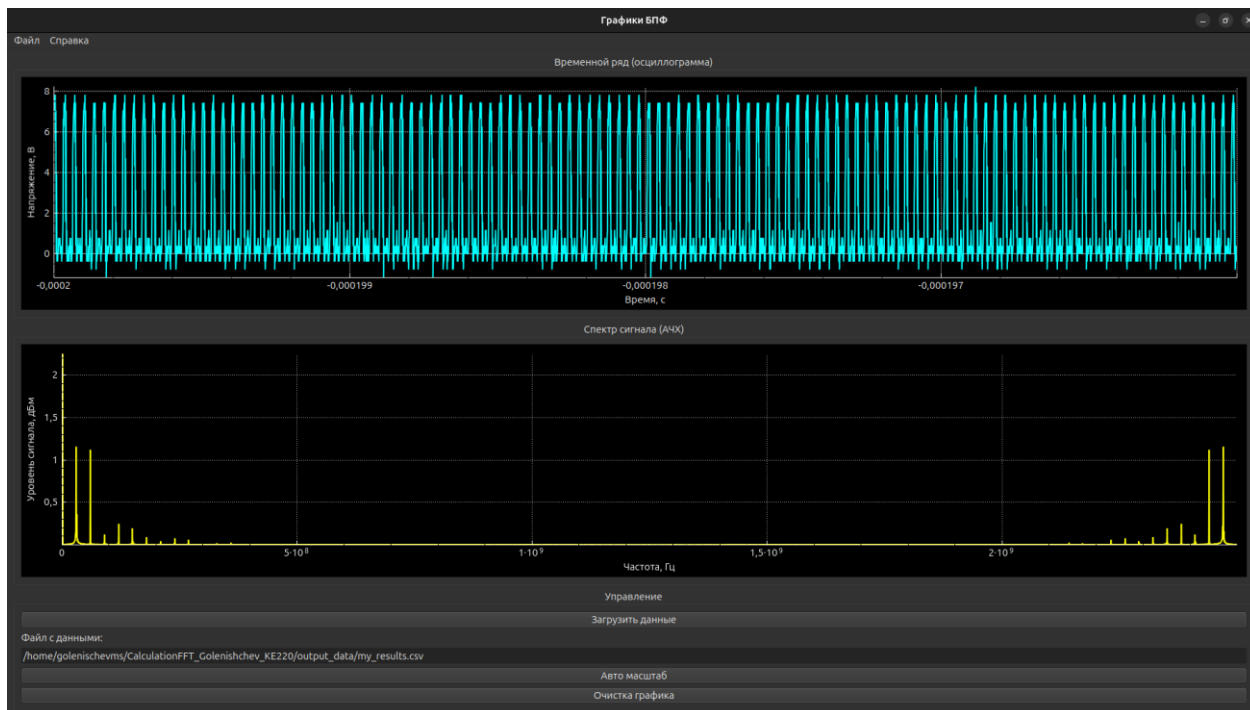 Графики БПФ
Файл Справка
Временной ряд (осциллограмма)
8
6
4
2
0
Напряжение, В
-0,0002 -0,000199 -0,000198 -0,000197
Время, с
Спектр сигнала (АЧХ)
2
1,5
1
0,5
Уровень сигнала, дБм
0 5·10⁸ 1·10⁹ 1,5·10⁹ 2·10⁹
Частота, Гц
Управление
Загрузить данные
Файл с данными:
/home/golenischevms/CalculationFFT_Golenishchev_KE220/output_data/my_results.csv
Авто масштаб
Очистка графика